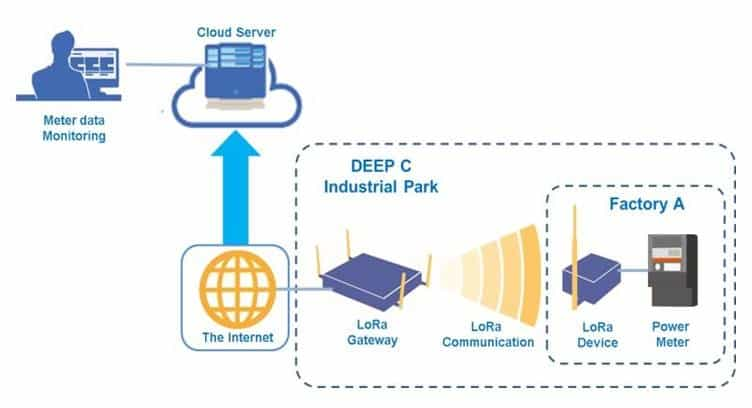 Cloud Server
Meter data
Monitoring
DEEP C
Industrial Park
Factory A
The Internet
LoRa
Gateway
LoRa
Communication
LoRa
Device
Power
Meter